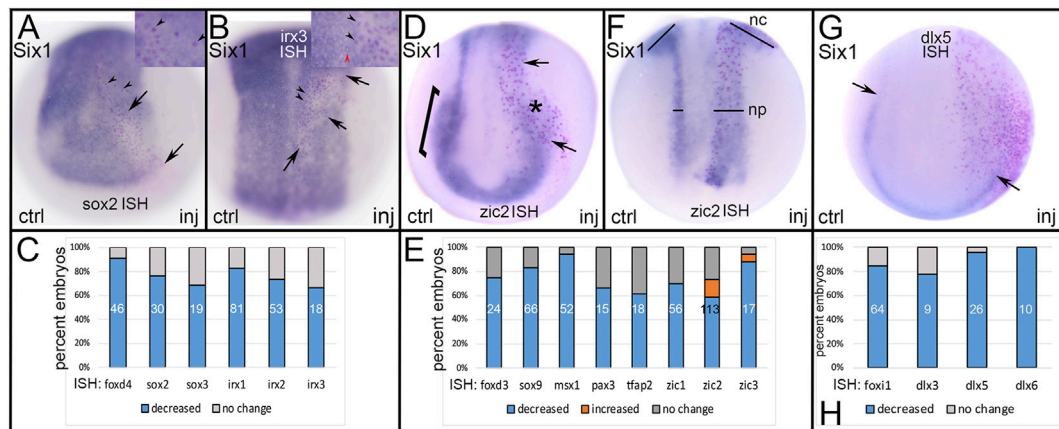 A
Six1
ctrl
sox2 ISH
inj
B
Six1
irx3
ISH
ctrl
inj
D
Six1
*
ctrl
zic2 ISH
inj
F
Six1
nc
np
ctrl
zic2 ISH
inj
G
Six1
dlx5
ISH
ctrl
inj
C
percent embryos
100%
80%
60%
40%
20%
0%
46 30 19 81 53 18
ISH: foxd4 sox2 sox3 irx1 irx2 irx3
decreased no change
E
percent embryos
100%
80%
60%
40%
20%
0%
24 66 52 15 18 56 113 17
ISH: foxd3 sox9 msx1 pax3 tfap2 zic1 zic2 zic3
decreased increased no change
H
percent embryos
100%
80%
60%
40%
20%
0%
64 9 26 10
ISH: foxi1 dlx3 dlx5 dlx6
decreased no change